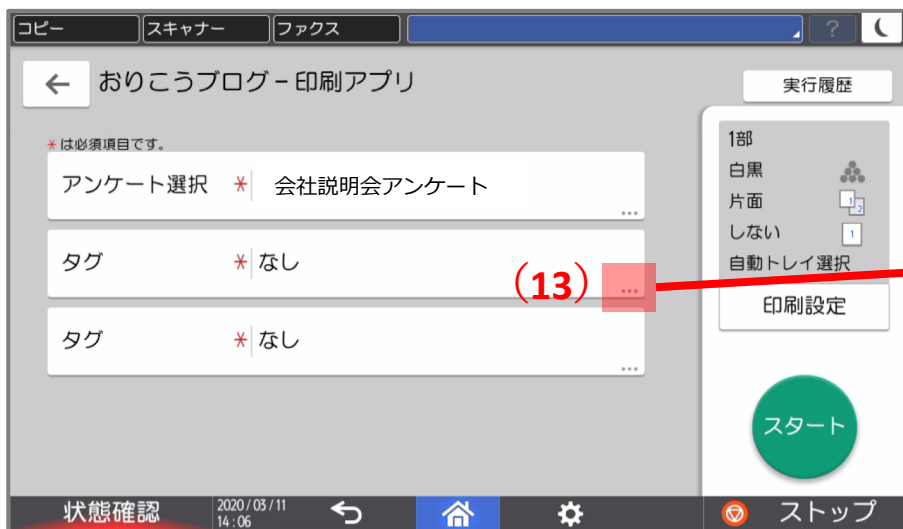 コピー
スキャナー
ファクス
?
おりこうブログ－印刷アプリ
実行履歴
*は必須項目です。
アンケート選択 * 会社説明会アンケート
...
タグ * なし
(13)
...
タグ * なし
...
1部
白黒
片面
1 2
しない
1
自動トレイ選択
印刷設定
スタート
状態確認
2020/03/11
14:06
ストップ